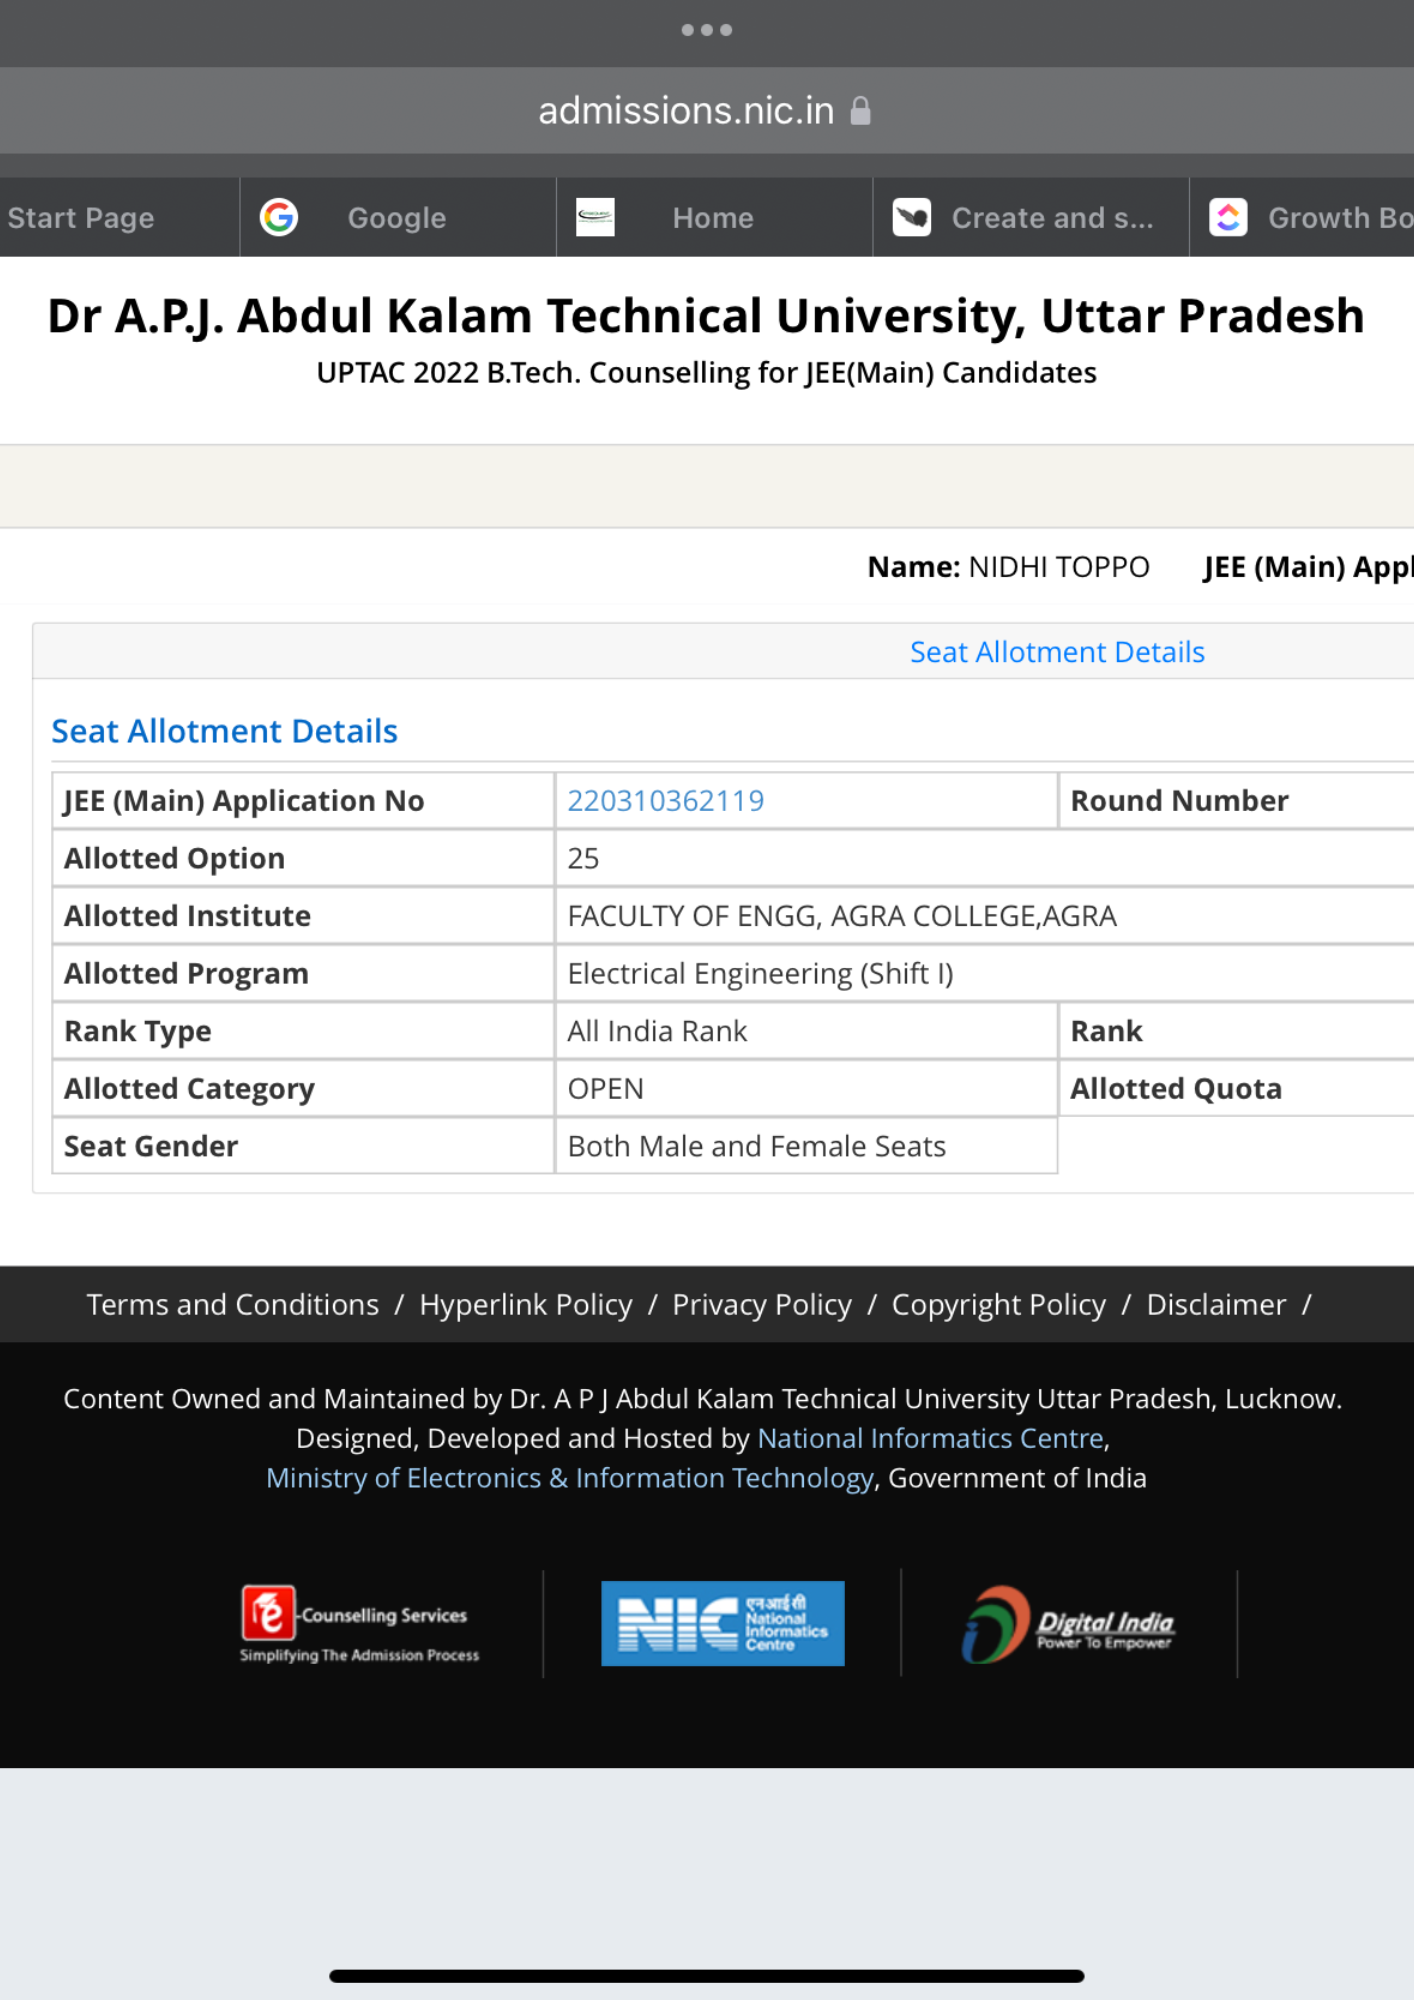 admissions.nic.in
Start Page
Google
Home
Create and s...
Growth Bo
Dr A.P.J. Abdul Kalam Technical University, Uttar Pradesh
UPTAC 2022 B.Tech. Counselling for JEE(Main) Candidates
Name: NIDHI TOPPO JEE (Main) Appl
Seat Allotment Details
Seat Allotment Details
JEE (Main) Application No 220310362119 Round Number
Allotted Option 25
Allotted Institute FACULTY OF ENGG, AGRA COLLEGE,AGRA
Allotted Program Electrical Engineering (Shift I)
Rank Type All India Rank Rank
Allotted Category OPEN Allotted Quota
Seat Gender Both Male and Female Seats
Terms and Conditions / Hyperlink Policy / Privacy Policy / Copyright Policy / Disclaimer /
Content Owned and Maintained by Dr. A P J Abdul Kalam Technical University Uttar Pradesh, Lucknow.
Designed, Developed and Hosted by National Informatics Centre,
Ministry of Electronics & Information Technology, Government of India
e-Counselling Services
Simplifying The Admission Process
NIC
एनआईसी
National
Informatics
Centre
Digital India
Power To Empower